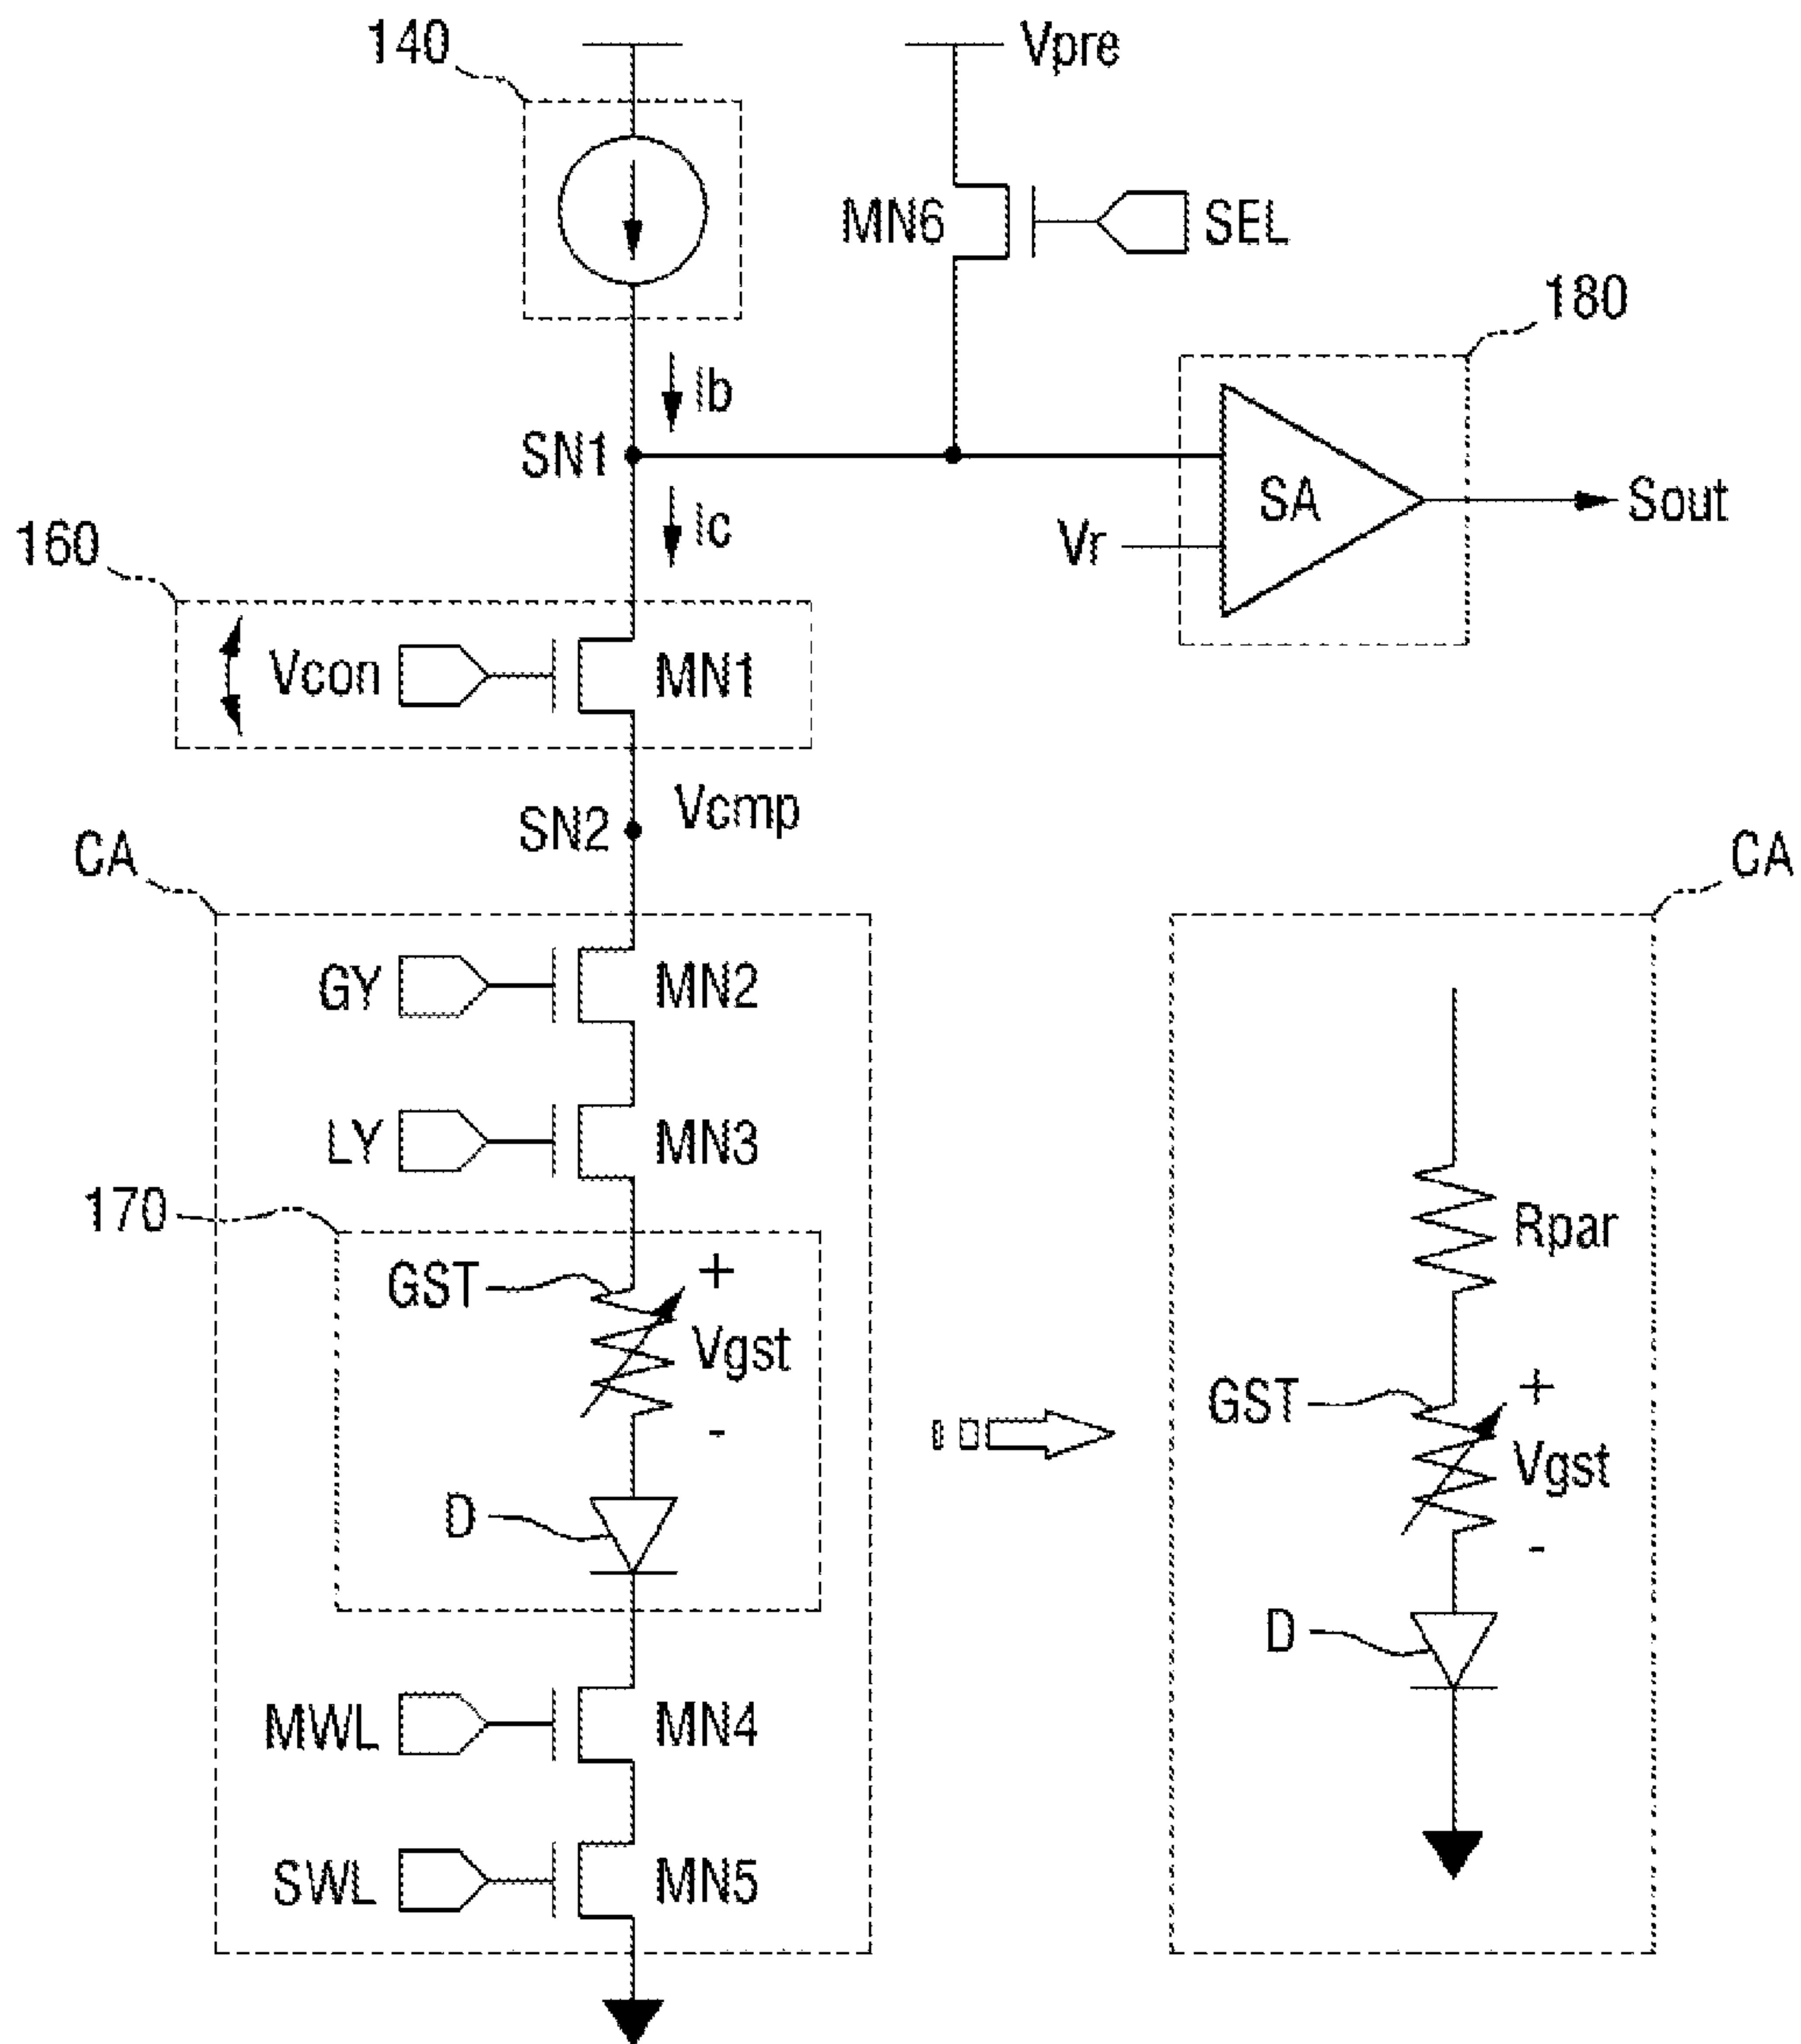 140
Vpre
MN6
SEL
180
Ib
SN1
SA
Sout
Ic
Vr
160
Vcon
MN1
SN2
Vcmp
CA
CA
GY
MN2
LY
MN3
Rpar
170
GST
+
Vgst
-
GST
+
Vgst
-
D
D
MWL
MN4
SWL
MN5